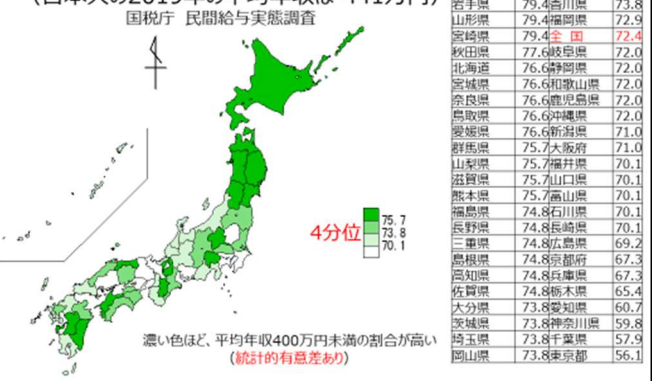 国税庁 民間給与実態調査
4分位
75.7
73.8
70.1
濃い色ほど、平均年収400万円未満の割合が高い
(統計的有意差あり)
岩手県 79.4 香川県 73.8
山形県 79.4 福岡県 72.9
宮崎県 79.4 全 国 72.4
秋田県 77.6 岐阜県 72.0
北海道 76.6 静岡県 72.0
宮城県 76.6 和歌山県 72.0
奈良県 76.6 鹿児島県 72.0
鳥取県 76.6 沖縄県 72.0
愛媛県 76.6 新潟県 71.0
群馬県 75.7 大阪府 71.0
山梨県 75.7 福井県 70.1
滋賀県 75.7 山口県 70.1
熊本県 75.7 富山県 70.1
福島県 74.8 石川県 70.1
長野県 74.8 長崎県 70.1
三重県 74.8 広島県 69.2
島根県 74.8 京都府 67.3
高知県 74.8 兵庫県 67.3
佐賀県 74.8 栃木県 65.4
大分県 73.8 愛知県 60.7
茨城県 73.8 神奈川県 59.8
埼玉県 73.8 千葉県 57.9
岡山県 73.8 東京都 56.1